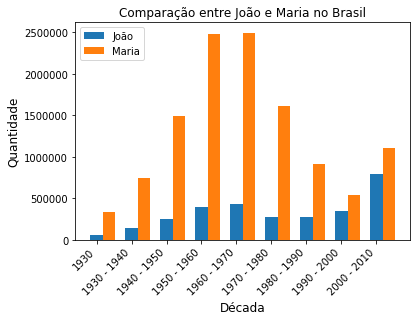 Comparação entre João e Maria no Brasil
João
Maria
Quantidade
2500000
2000000
1500000
1000000
500000
0
1930
1930 - 1940
1940 - 1950
1950 - 1960
1960 - 1970
1970 - 1980
1980 - 1990
1990 - 2000
2000 - 2010
Década